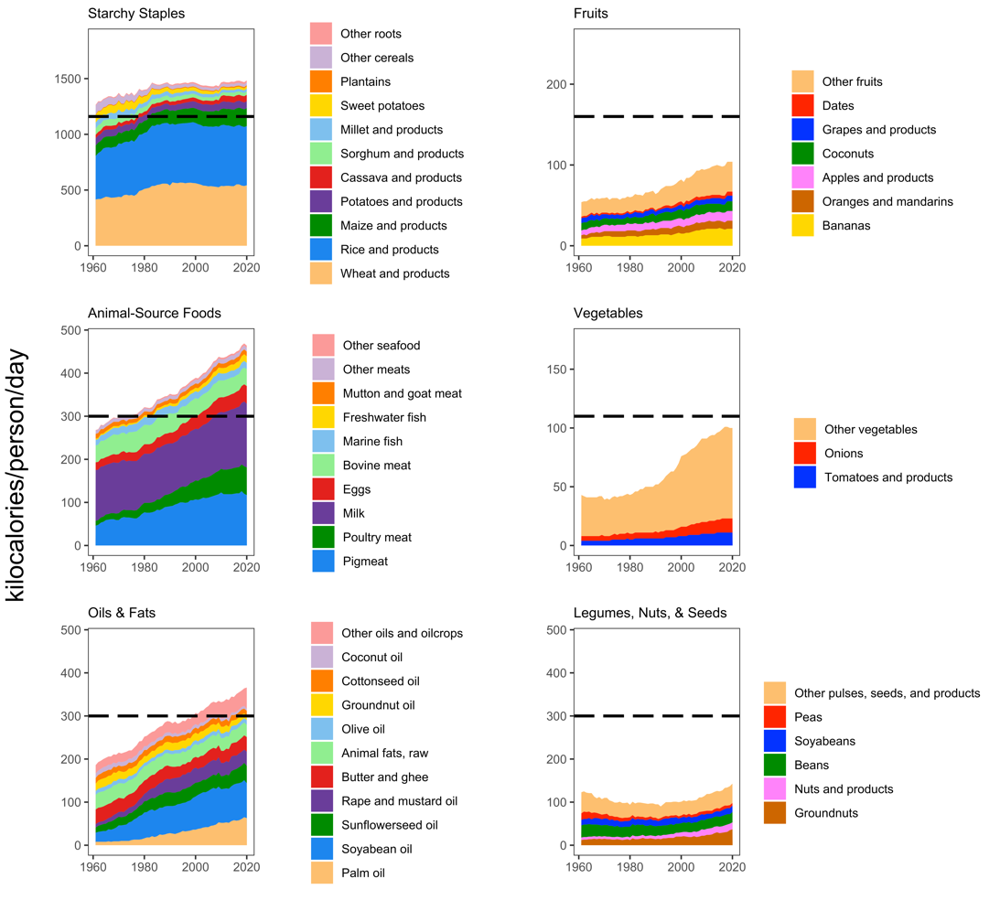 kilocalories/person/day
Starchy Staples
1500
1000
500
0
1960 1980 2000 2020
Other roots
Other cereals
Plantains
Sweet potatoes
Millet and products
Sorghum and products
Cassava and products
Potatoes and products
Maize and products
Rice and products
Wheat and products
Fruits
200
100
0
1960 1980 2000 2020
Other fruits
Dates
Grapes and products
Coconuts
Apples and products
Oranges and mandarins
Bananas
Animal-Source Foods
500
400
300
200
100
0
1960 1980 2000 2020
Other seafood
Other meats
Mutton and goat meat
Freshwater fish
Marine fish
Bovine meat
Eggs
Milk
Poultry meat
Pigmeat
Vegetables
150
100
50
0
1960 1980 2000 2020
Other vegetables
Onions
Tomatoes and products
Oils & Fats
500
400
300
200
100
0
1960 1980 2000 2020
Other oils and oilcrops
Coconut oil
Cottonseed oil
Groundnut oil
Olive oil
Animal fats, raw
Butter and ghee
Rape and mustard oil
Sunflowerseed oil
Soyabean oil
Palm oil
Legumes, Nuts, & Seeds
500
400
300
200
100
0
1960 1980 2000 2020
Other pulses, seeds, and products
Peas
Soyabeans
Beans
Nuts and products
Groundnuts